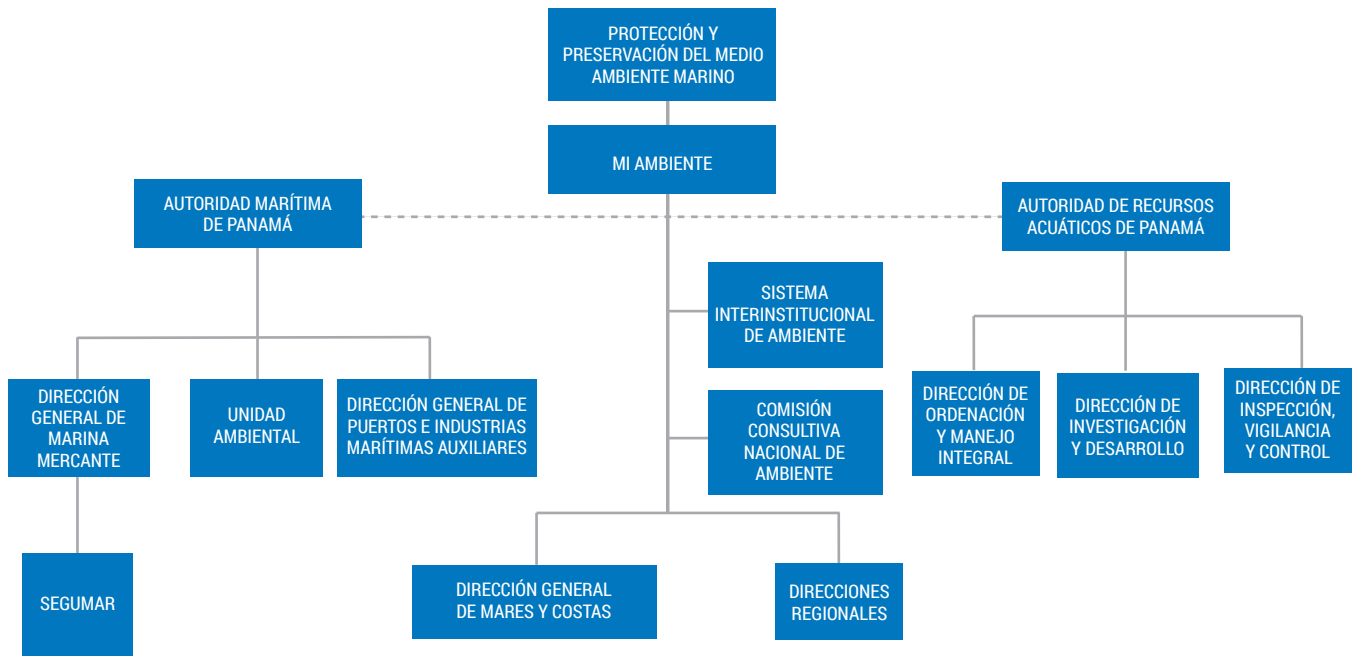 PROTECCIÓN Y
PRESERVACIÓN DEL MEDIO
AMBIENTE MARINO
MI AMBIENTE
AUTORIDAD MARÍTIMA
DE PANAMÁ
AUTORIDAD DE RECURSOS
ACUÁTICOS DE PANAMÁ
SISTEMA
INTERINSTITUCIONAL
DE AMBIENTE
DIRECCIÓN
GENERAL DE
MARINA
MERCANTE
UNIDAD
AMBIENTAL
DIRECCIÓN GENERAL DE
PUERTOS E INDUSTRIAS
MARÍTIMAS AUXILIARES
COMISIÓN
CONSULTIVA
NACIONAL DE
AMBIENTE
DIRECCIÓN DE
ORDENACIÓN
Y MANEJO
INTEGRAL
DIRECCIÓN DE
INVESTIGACIÓN
Y DESARROLLO
DIRECCIÓN DE
INSPECCIÓN,
VIGILANCIA
Y CONTROL
SEGUMAR
DIRECCIÓN GENERAL
DE MARES Y COSTAS
DIRECCIONES
REGIONALES